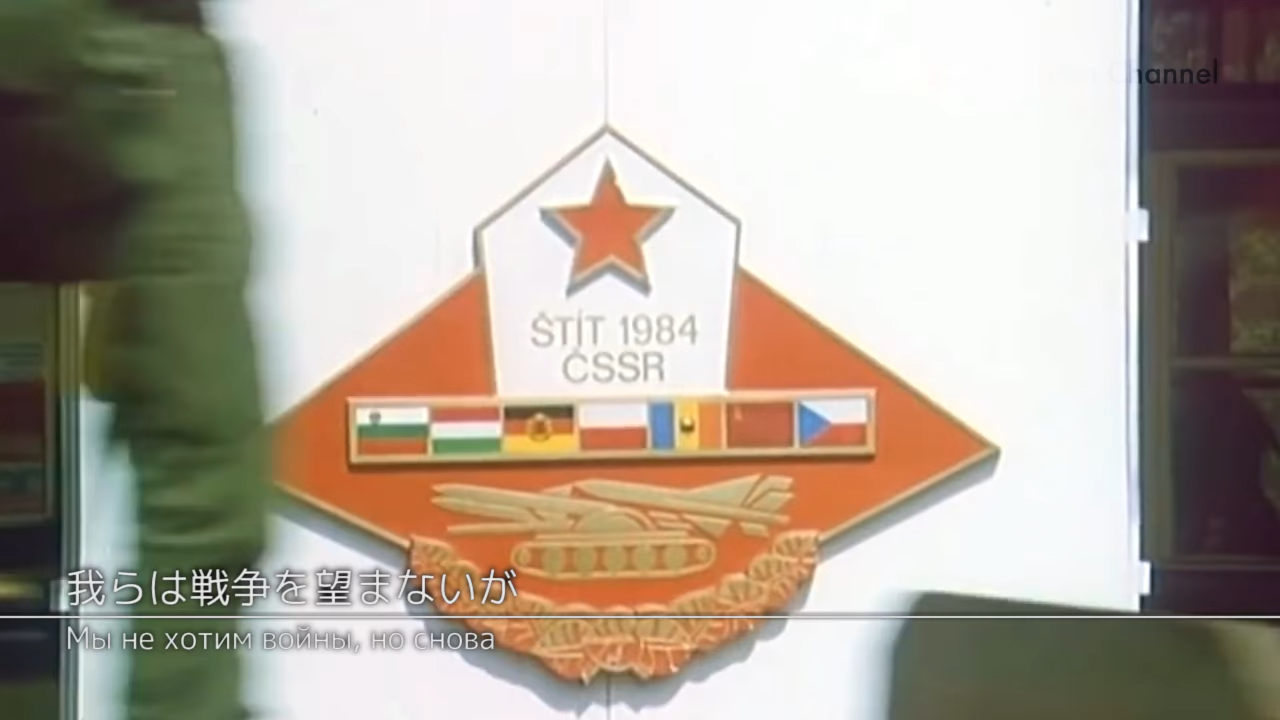 Channel
ŠTÍT 1984
ČSSR
我らは戦争を望まないが
Мы не хотим войны, но снова